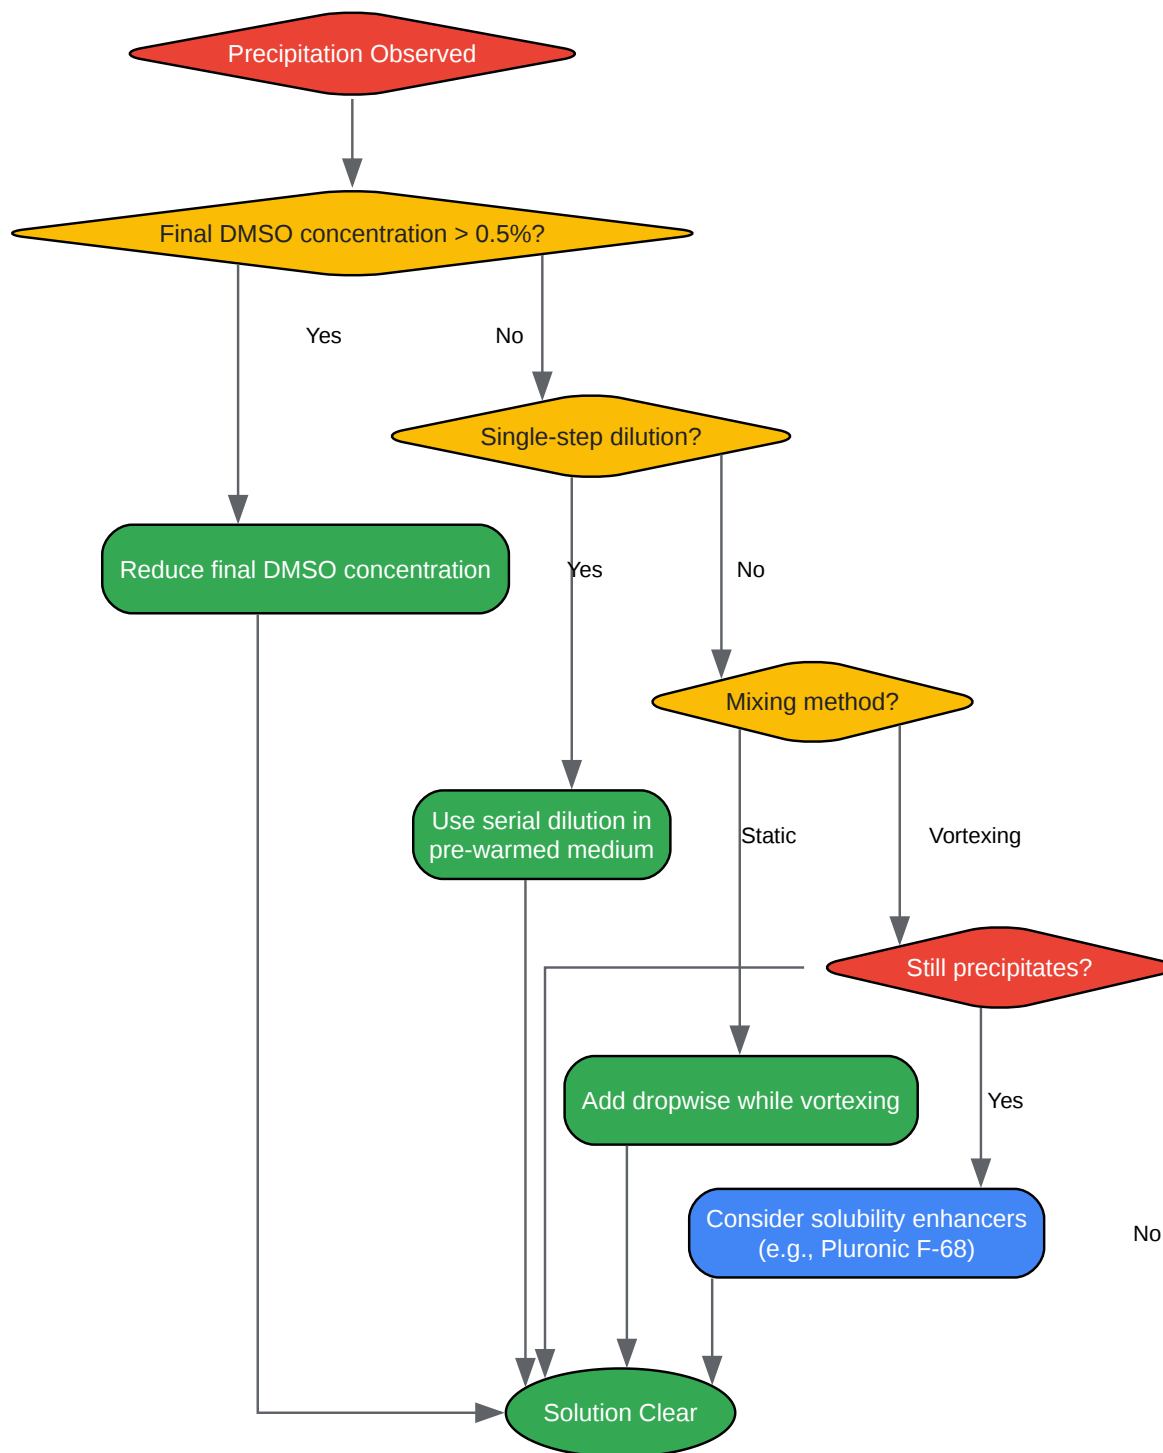 Precipitation Observed
Final DMSO concentration > 0.5%?
Yes
No
Single-step dilution?
Reduce final DMSO concentration
Yes
No
Mixing method?
Use serial dilution in
pre-warmed medium
Static
Vortexing
Still precipitates?
Add dropwise while vortexing
Yes
Consider solubility enhancers
(e.g., Pluronic F-68)
No
Solution Clear